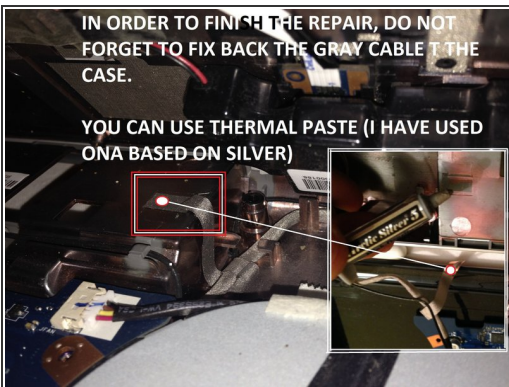 IN ORDER TO FINISH THE REPAIR, DO NOT
FORGET TO FIX BACK THE GRAY CABLE T THE
CASE.
YOU CAN USE THERMAL PASTE (I HAVE USED
ONA BASED ON SILVER)
Silver 5